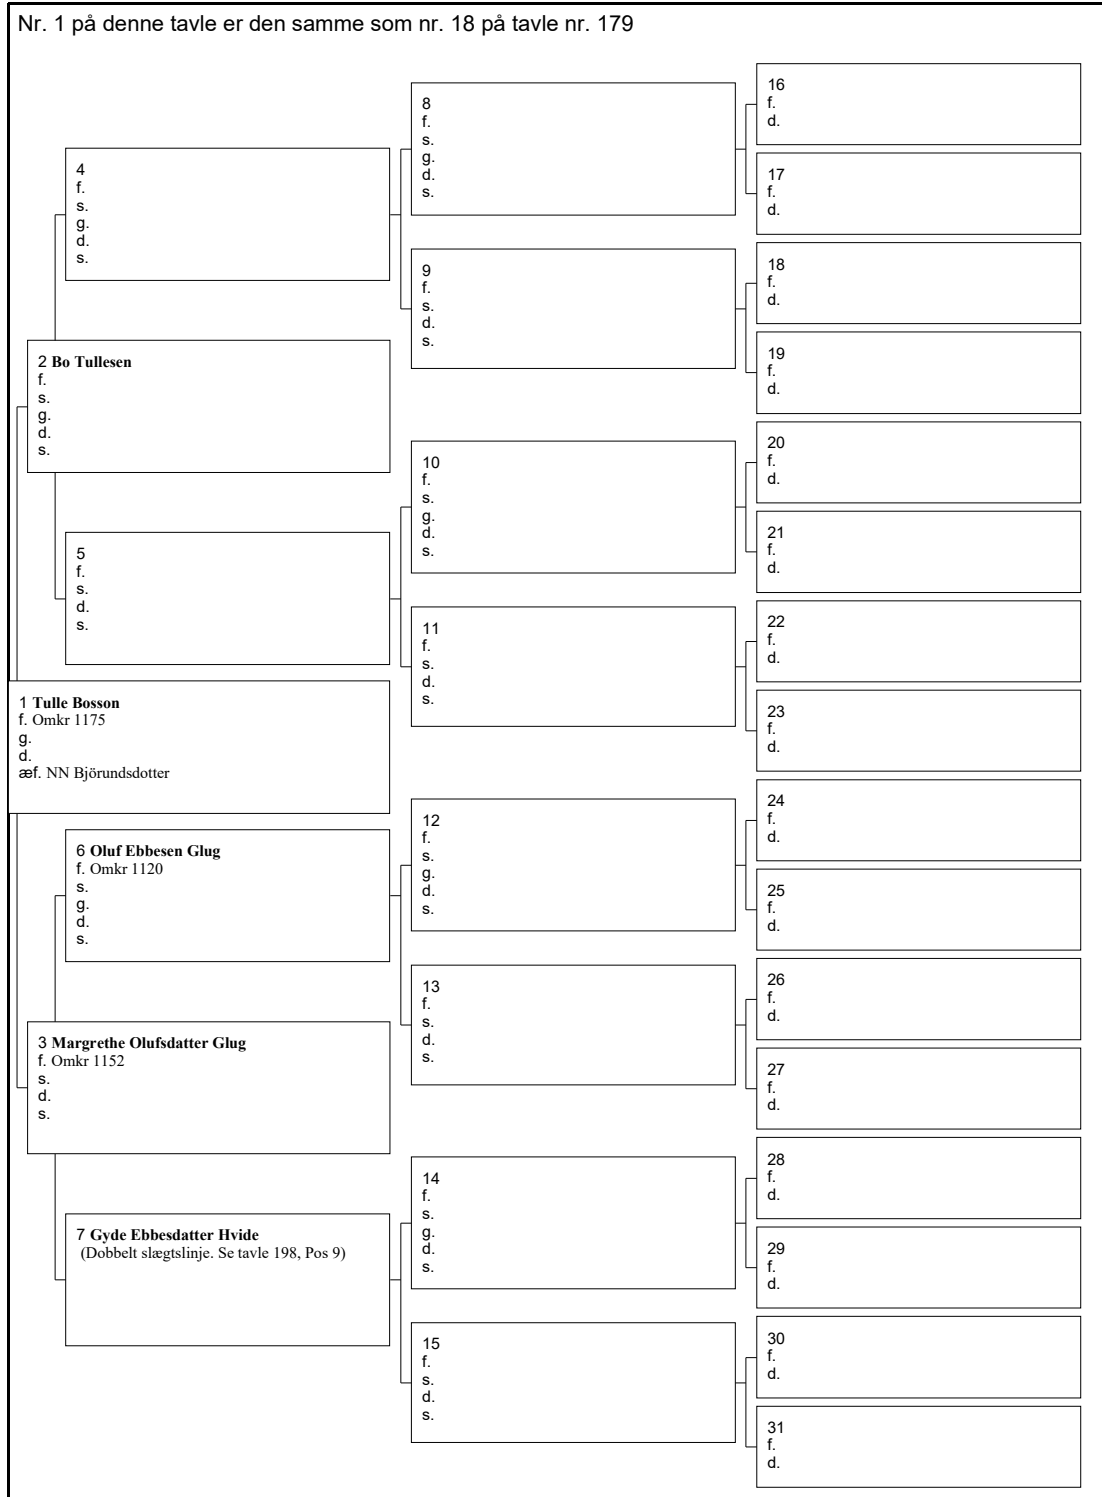 Nr. 1 på denne tavle er den samme som nr. 18 på tavle nr. 179
16
f.
d.
8
f.
s.
g.
d.
s.
17
f.
d.
4
f.
s.
g.
d.
s.
18
f.
d.
9
f.
s.
d.
s.
19
f.
d.
2 Bo Tullesen
f.
s.
g.
d.
s.
20
f.
d.
10
f.
s.
g.
d.
s.
21
f.
d.
5
f.
s.
d.
s.
22
f.
d.
11
f.
s.
d.
s.
23
f.
d.
1 Tulle Bosson
f. Omkr 1175
g.
d.
æf. NN Björundsdotter
24
f.
d.
12
f.
s.
g.
d.
s.
25
f.
d.
6 Oluf Ebbesen Glug
f. Omkr 1120
s.
g.
d.
s.
26
f.
d.
13
f.
s.
d.
s.
27
f.
d.
3 Margrethe Olufsdatter Glug
f. Omkr 1152
s.
d.
s.
28
f.
d.
14
f.
s.
g.
d.
s.
29
f.
d.
7 Gyde Ebbesdatter Hvide
(Dobbelt slægtslinje. Se tavle 198, Pos 9)
30
f.
d.
15
f.
s.
d.
s.
31
f.
d.